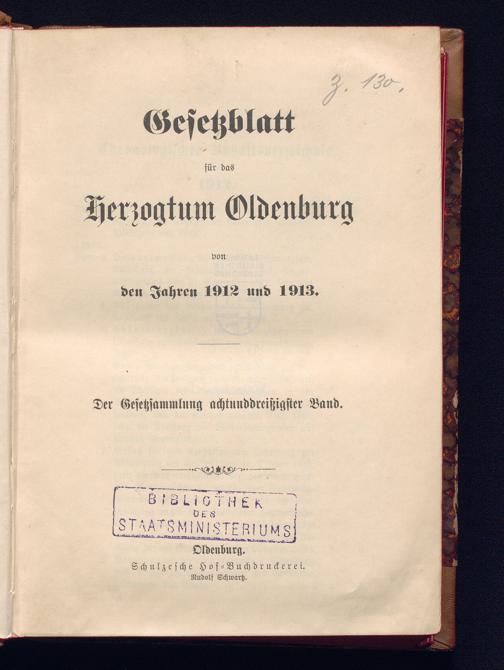 z. 130.
Gesetzblatt
für das
Herzogtum Oldenburg
von
den Jahren 1912 und 1913.
Der Gesetzsammlung achtunddreißigster Band.
BIBLIOTHEK
DES
STAATSMINISTERIUMS
Oldenburg.
Schulzesche Hof-Buchdruckerei.
Rudolf Schwartz.